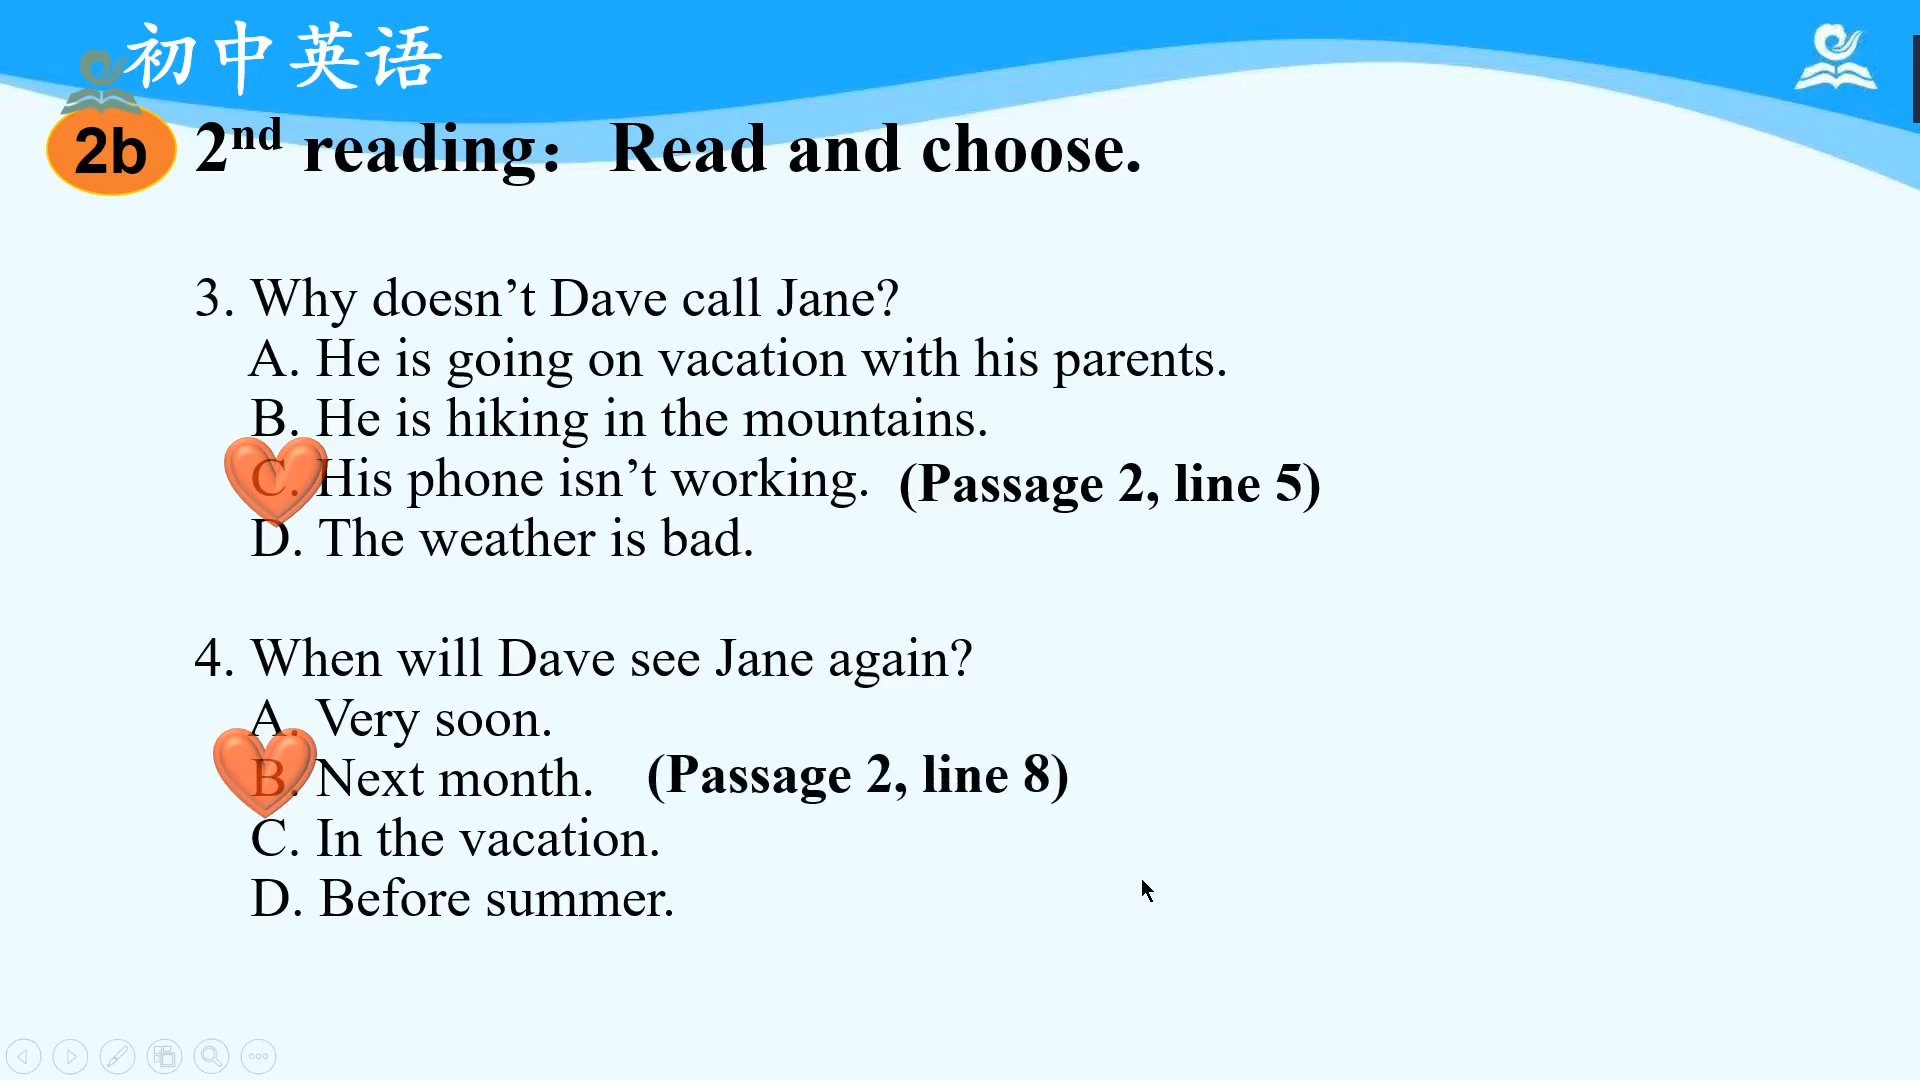 初中英语
2b 2nd reading： Read and choose.
3. Why doesn’t Dave call Jane?
A. He is going on vacation with his parents.
B. He is hiking in the mountains.
C. His phone isn’t working. (Passage 2, line 5)
D. The weather is bad.
4. When will Dave see Jane again?
A. Very soon.
B. Next month. (Passage 2, line 8)
C. In the vacation.
D. Before summer.